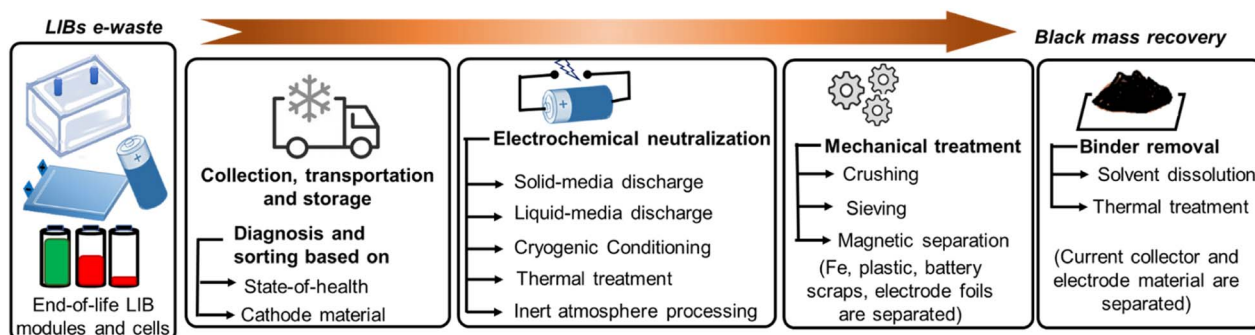 LIBs e-waste
Black mass recovery
End-of-life LIB
modules and cells
Collection, transportation
and storage
Diagnosis and
sorting based on
State-of-health
Cathode material
Electrochemical neutralization
Solid-media discharge
Liquid-media discharge
Cryogenic Conditioning
Thermal treatment
Inert atmosphere processing
Mechanical treatment
Crushing
Sieving
Magnetic separation
(Fe, plastic, battery
scraps, electrode foils
are separated)
Binder removal
Solvent dissolution
Thermal treatment
(Current collector and
electrode material are
separated)